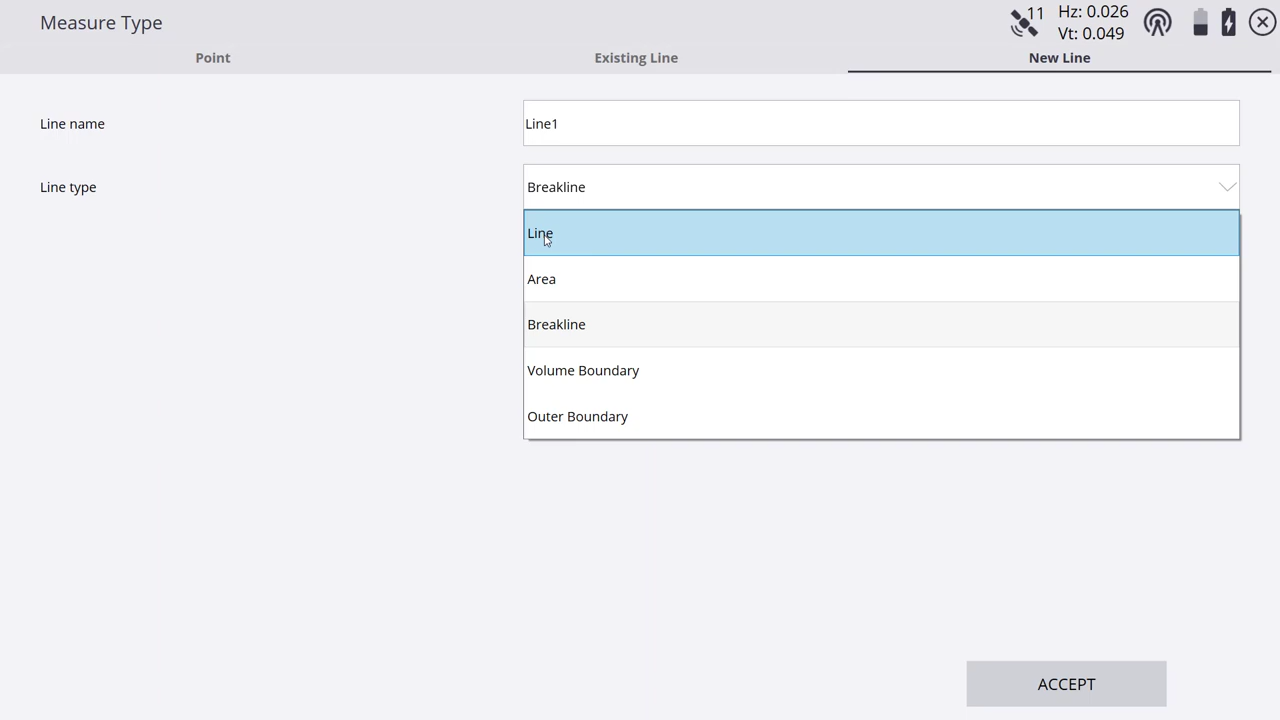 Measure Type
11
Hz: 0.026
Vt: 0.049
Point
Existing Line
New Line
Line name
Line1
Line type
Breakline
Line
Area
Breakline
Volume Boundary
Outer Boundary
ACCEPT